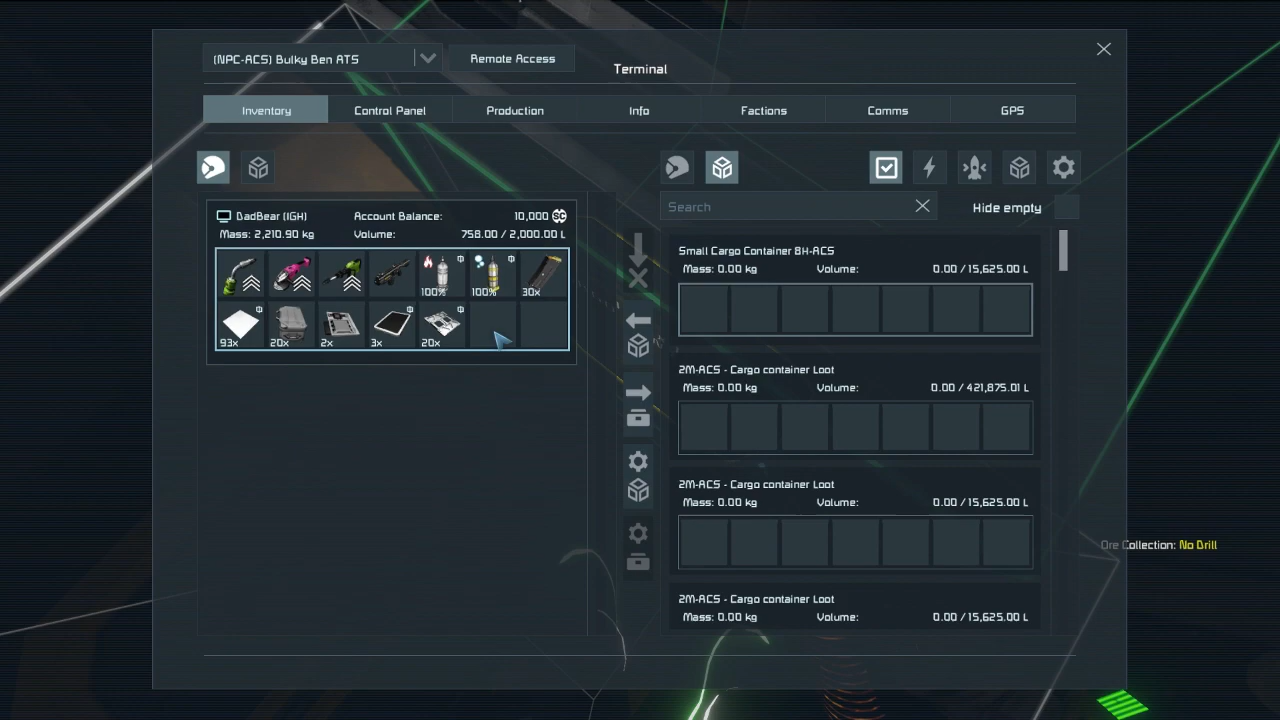 (NPC-ACS) Bulky Ben ATS
Remote Access
Terminal
Inventory
Control Panel
Production
Info
Factions
Comms
GPS
Search
Hide empty
DadBear (IGH)
Account Balance:
10,000 SC
Mass: 2,210.90 kg
Volume:
758.00 / 2,000.00 L
100%
100%
30x
93x
20x
2x
3x
20x
Small Cargo Container 8H-ACS
Mass: 0.00 kg
Volume:
0.00 / 15,625.00 L
2M-ACS - Cargo container Loot
Mass: 0.00 kg
Volume:
0.00 / 421,875.01 L
2M-ACS - Cargo container Loot
Mass: 0.00 kg
Volume:
0.00 / 15,625.00 L
2M-ACS - Cargo container Loot
Mass: 0.00 kg
Volume:
0.00 / 15,625.00 L
Ore Collection: No Drill